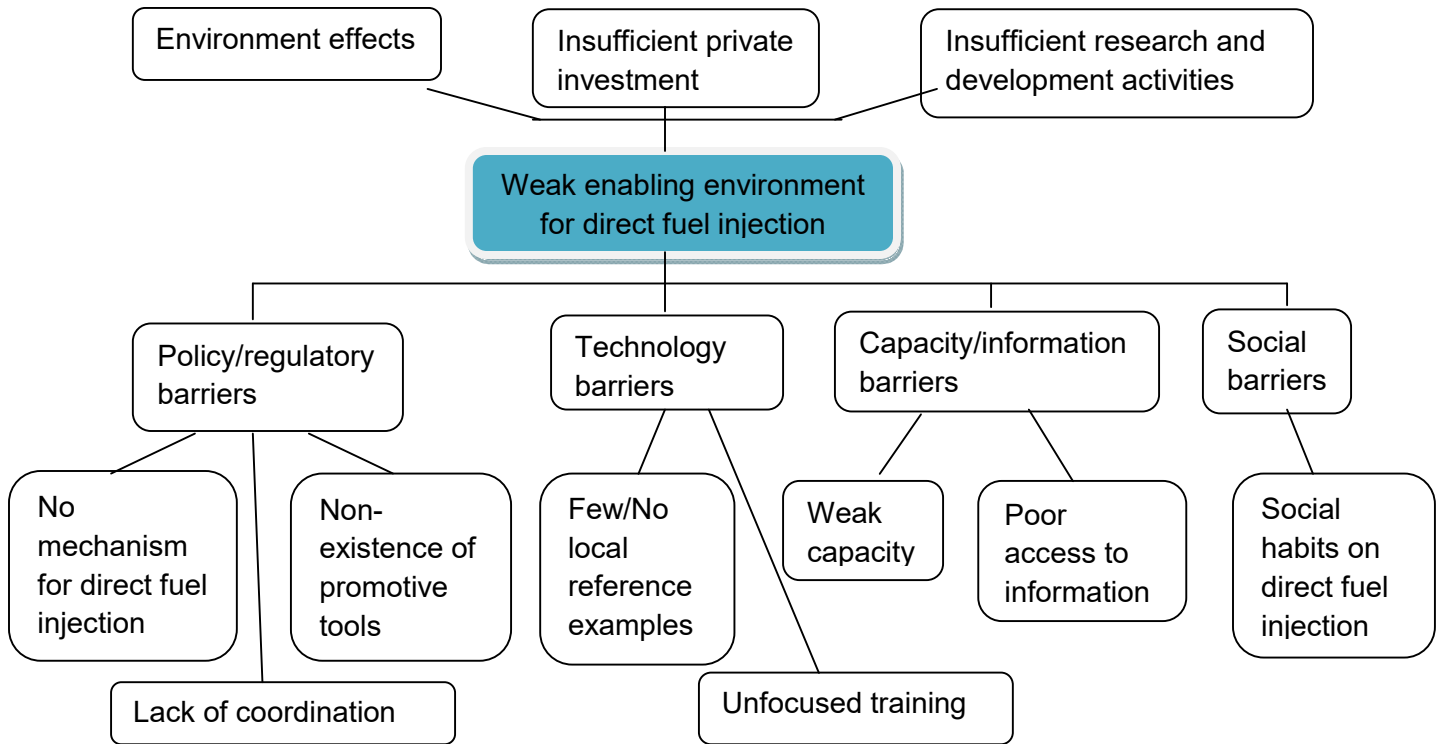 Environment effects
Insufficient private
investment
Insufficient research and
development activities
Weak enabling environment
for direct fuel injection
Policy/regulatory
barriers
Technology
barriers
Capacity/information
barriers
Social
barriers
No
mechanism
for direct fuel
injection
Non-
existence of
promotive
tools
Few/No
local
reference
examples
Weak
capacity
Poor
access to
information
Social
habits on
direct fuel
injection
Lack of coordination
Unfocused training